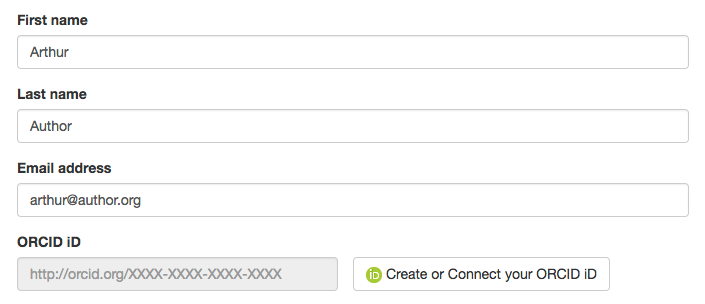 First name
Arthur
Last name
Author
Email address
arthur@author.org
ORCID iD
http://orcid.org/XXXX-XXXX-XXXX-XXXX
iD Create or Connect your ORCID iD